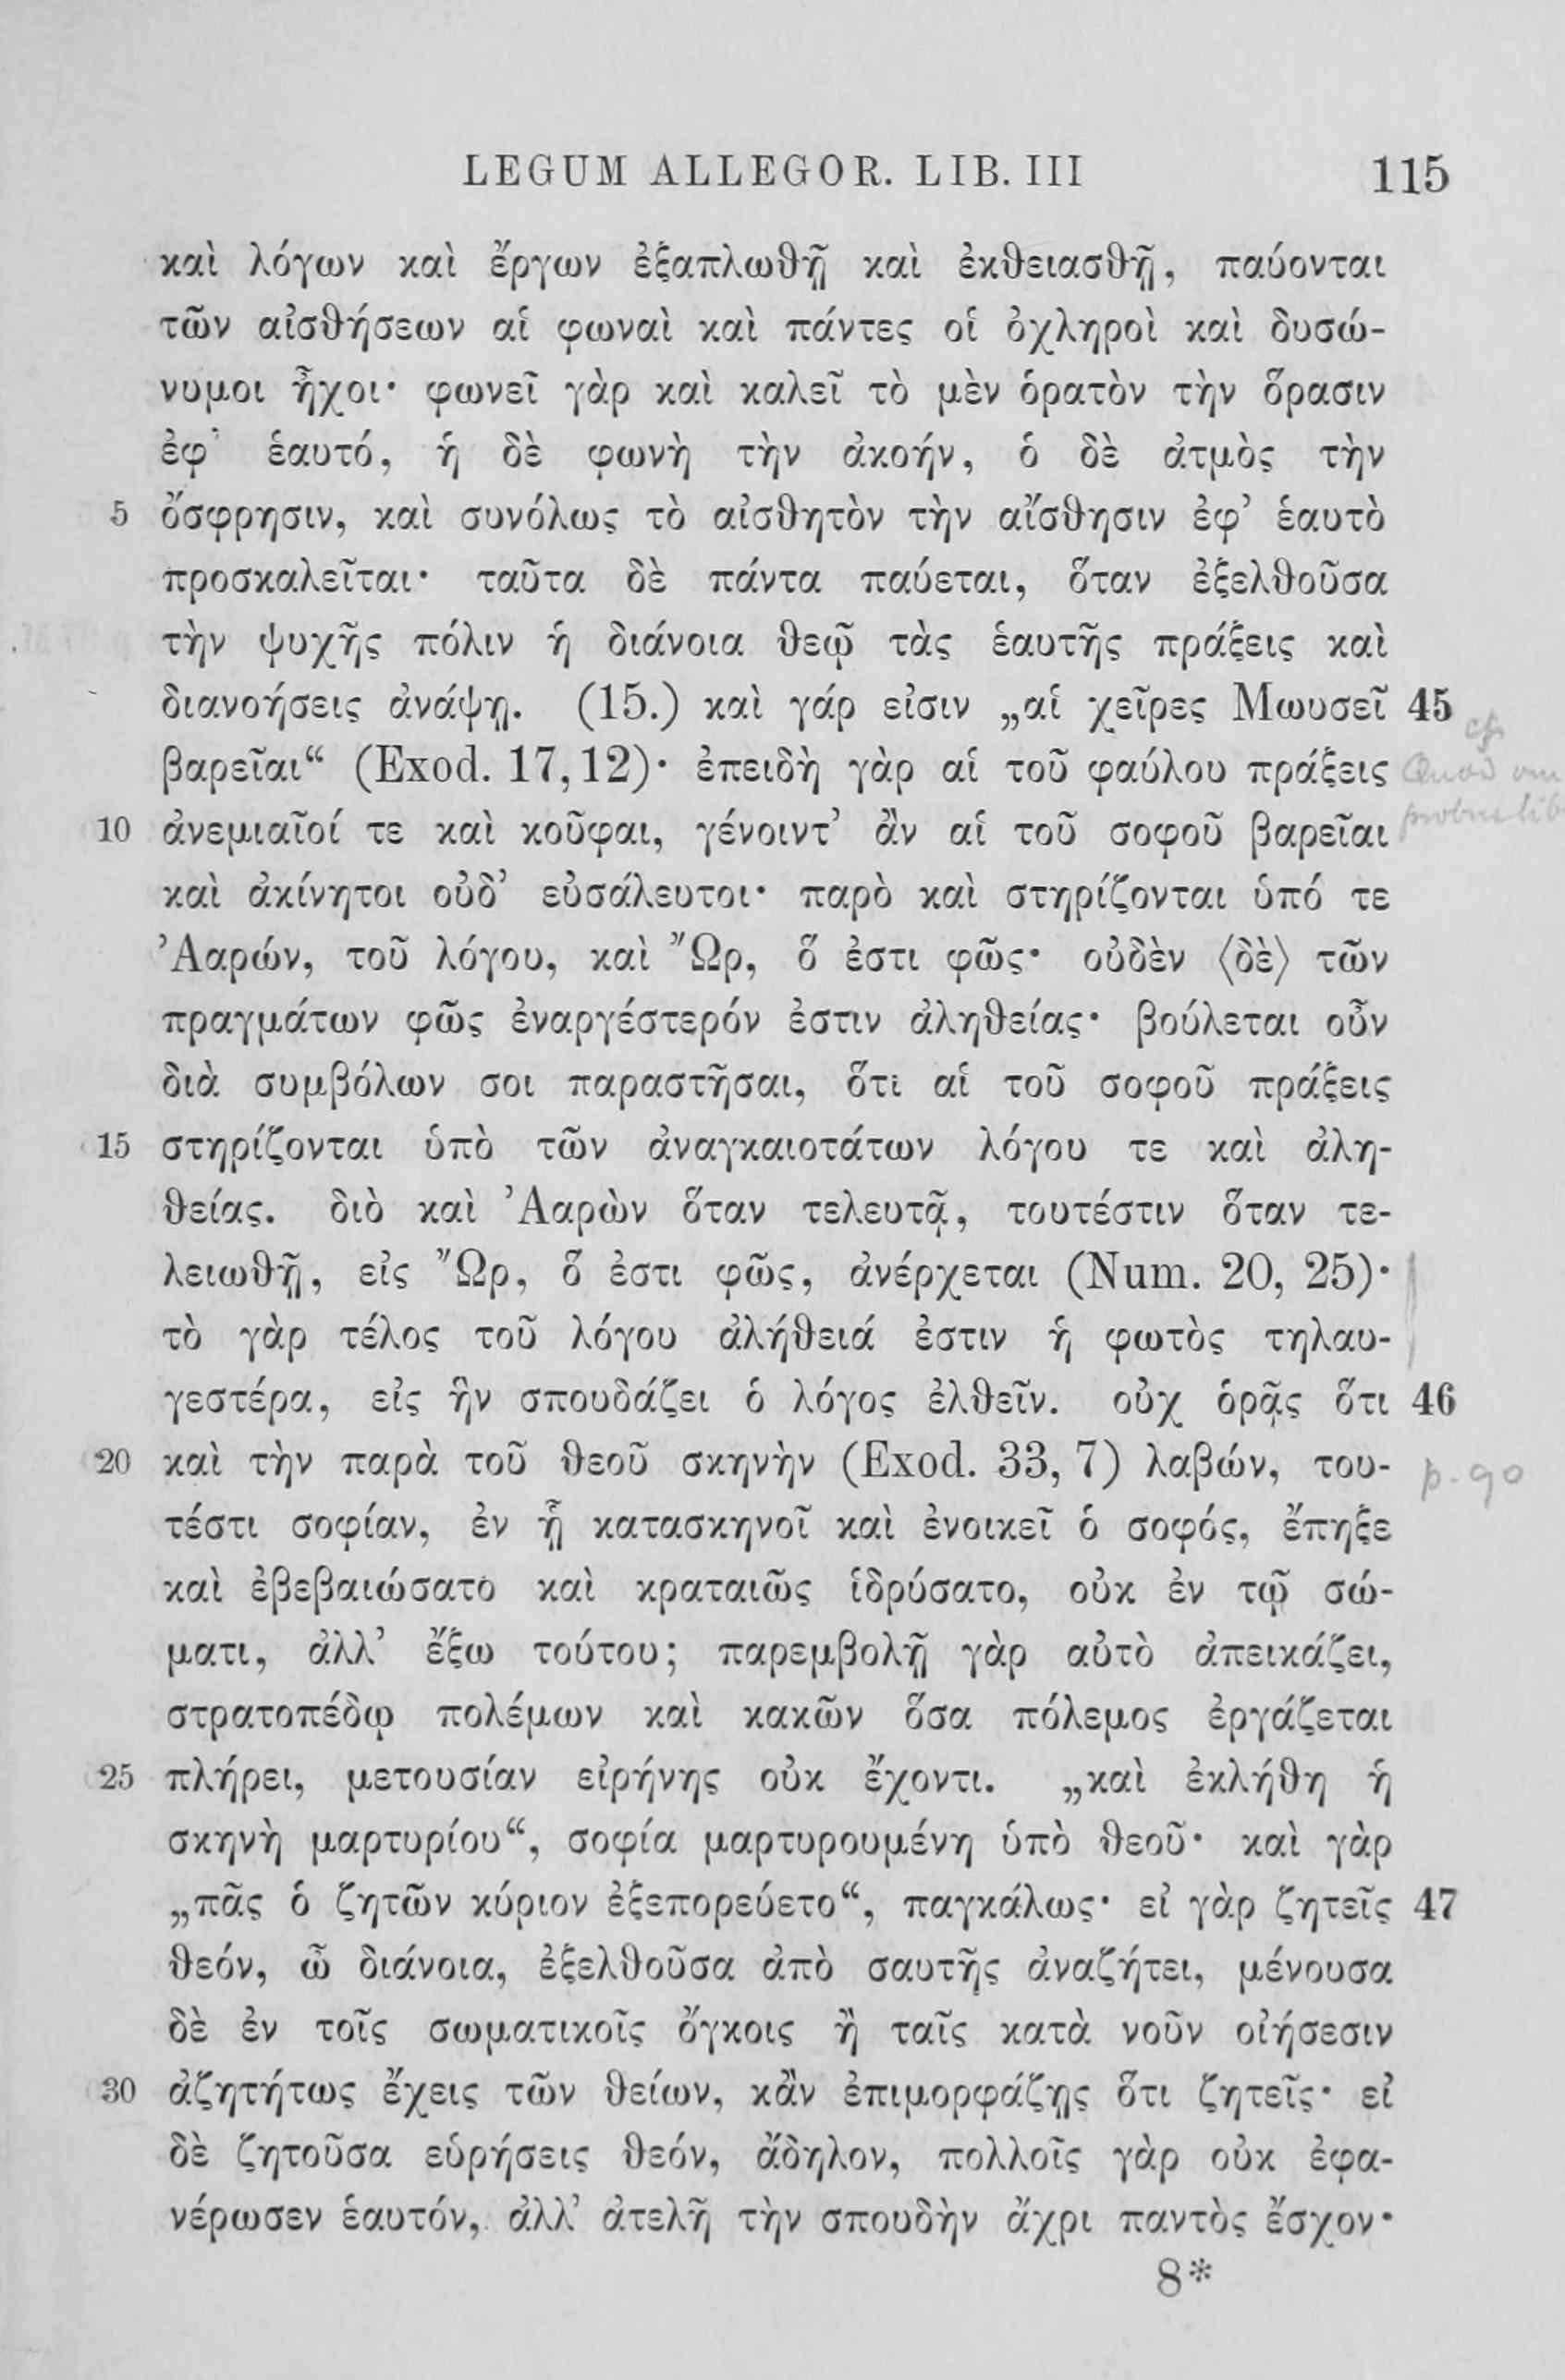 LEGUM ALLEGOR. LIB. III 115
καὶ λόγων καὶ ἔργων ἐξαπλωθῇ καὶ ἐκθειασθῇ, παύονται
τῶν αἰσθήσεων αἱ φωναὶ καὶ πάντες οἱ ὀχληροὶ καὶ δυσώ-
νυμοι ἦχοι· φωνεῖ γὰρ καὶ καλεῖ τὸ μὲν ὁρατὸν τὴν ὅρασιν
ἐφ’ ἑαυτό, ἡ δὲ φωνὴ τὴν ἀκοήν, ὁ δὲ ἀτμὸς τὴν
5 ὄσφρησιν, καὶ συνόλως τὸ αἰσθητὸν τὴν αἴσθησιν ἐφ’ ἑαυτὸ
προσκαλεῖται· ταῦτα δὲ πάντα παύεται, ὅταν ἐξελθοῦσα
τὴν ψυχῆς πόλιν ἡ διάνοια θεῷ τὰς ἑαυτῆς πράξεις καὶ
διανοήσεις ἀνάψῃ. (15.) καὶ γάρ εἰσιν „αἱ χεῖρες Μωυσεῖ 45
βαρεῖαι“ (Exod. 17,12)· ἐπειδὴ γὰρ αἱ τοῦ φαύλου πράξεις
10 ἀνεμιαῖοί τε καὶ κοῦφαι, γένοιντ’ ἂν αἱ τοῦ σοφοῦ βαρεῖαι
καὶ ἀκίνητοι οὐδ’ εὐσάλευτοι· παρὸ καὶ στηρίζονται ὑπό τε
Ἀαρών, τοῦ λόγου, καὶ Ὤρ, ὅ ἐστι φῶς· οὐδὲν ⟨δὲ⟩ τῶν
πραγμάτων φῶς ἐναργέστερόν ἐστιν ἀληθείας· βούλεται οὖν
διὰ συμβόλων σοι παραστῆσαι, ὅτι αἱ τοῦ σοφοῦ πράξεις
15 στηρίζονται ὑπὸ τῶν ἀναγκαιοτάτων λόγου τε καὶ ἀλη-
θείας. διὸ καὶ Ἀαρὼν ὅταν τελευτᾷ, τουτέστιν ὅταν τε-
λειωθῇ, εἰς Ὤρ, ὅ ἐστι φῶς, ἀνέρχεται (Num. 20, 25)·
τὸ γὰρ τέλος τοῦ λόγου ἀλήθειά ἐστιν ἡ φωτὸς τηλαυ-
γεστέρα, εἰς ἣν σπουδάζει ὁ λόγος ἐλθεῖν. οὐχ ὁρᾷς ὅτι 46
20 καὶ τὴν παρὰ τοῦ θεοῦ σκηνὴν (Exod. 33, 7) λαβών, του- p. 90
τέστι σοφίαν, ἐν ᾗ κατασκηνοῖ καὶ ἐνοικεῖ ὁ σοφός, ἔπηξε
καὶ ἐβεβαιώσατο καὶ κραταιῶς ἱδρύσατο, οὐκ ἐν τῷ σώ-
ματι, ἀλλ’ ἔξω τούτου; παρεμβολῇ γὰρ αὐτὸ ἀπεικάζει,
στρατοπέδῳ πολέμων καὶ κακῶν ὅσα πόλεμος ἐργάζεται
25 πλήρει, μετουσίαν εἰρήνης οὐκ ἔχοντι. „καὶ ἐκλήθη ἡ
σκηνὴ μαρτυρίου“, σοφία μαρτυρουμένη ὑπὸ θεοῦ· καὶ γὰρ
„πᾶς ὁ ζητῶν κύριον ἐξεπορεύετο“, παγκάλως· εἰ γὰρ ζητεῖς 47
θεόν, ὦ διάνοια, ἐξελθοῦσα ἀπὸ σαυτῆς ἀναζήτει, μένουσα
δὲ ἐν τοῖς σωματικοῖς ὄγκοις ἢ ταῖς κατὰ νοῦν οἰήσεσιν
30 ἀζητήτως ἔχεις τῶν θείων, κἂν ἐπιμορφάζῃς ὅτι ζητεῖς· εἰ
δὲ ζητοῦσα εὑρήσεις θεόν, ἄδηλον, πολλοῖς γὰρ οὐκ ἐφα-
νέρωσεν ἑαυτόν, ἀλλ’ ἀτελῆ τὴν σπουδὴν ἄχρι παντὸς ἔσχον·
8*